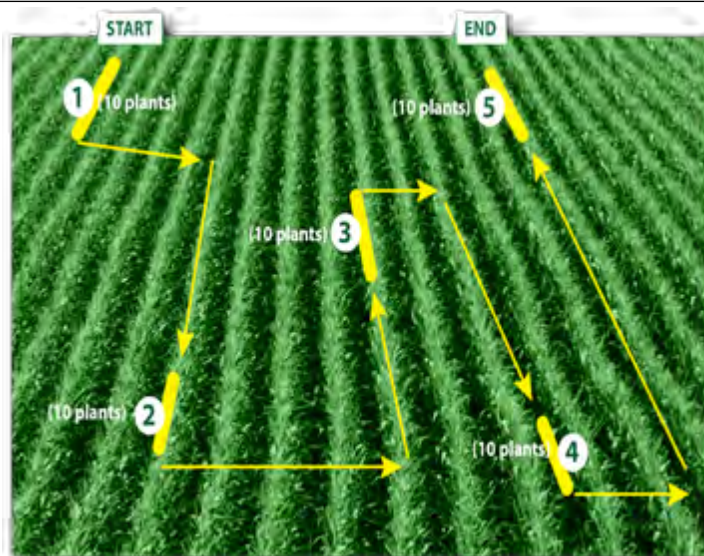 START
END
1 (10 plants)
(10 plants) 5
(10 plants) 3
(10 plants) 2
(10 plants) 4